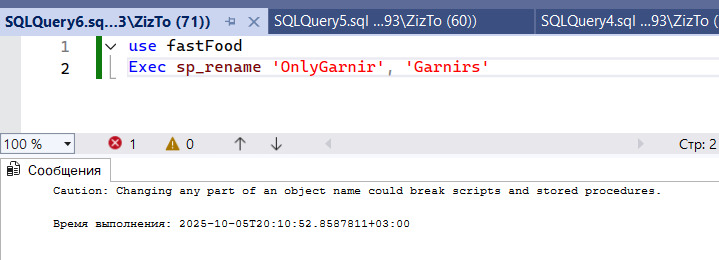 SQLQuery6.sq...3\ZizTo (71))
SQLQuery5.sql ...93\ZizTo (60))
SQLQuery4.sql ...93\ZizTo (
1 use fastFood
2 Exec sp_rename 'OnlyGarnir', 'Garnirs'
100 % 1 0 Стр: 2
Сообщения
Caution: Changing any part of an object name could break scripts and stored procedures.
Время выполнения: 2025-10-05T20:10:52.8587811+03:00